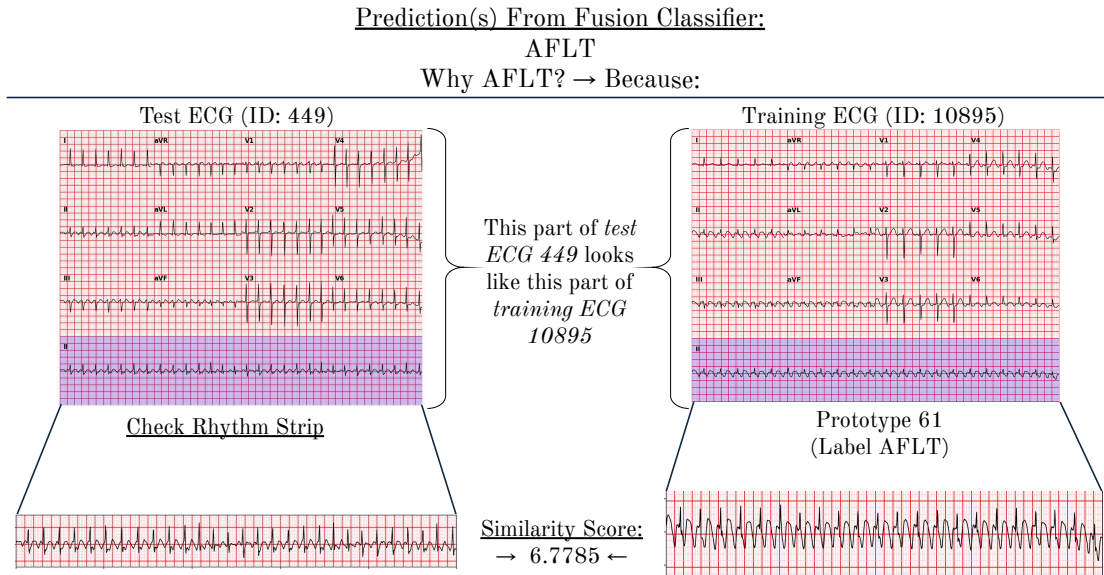 Prediction(s) From Fusion Classifier:
AFLT
Why AFLT? → Because:
Test ECG (ID: 449)
I aVR V1 V4
II aVL V2 V5
III aVF V3 V6
II
Check Rhythm Strip
This part of test
ECG 449 looks
like this part of
training ECG
10895
Training ECG (ID: 10895)
I aVR V1 V4
II aVL V2 V5
III aVF V3 V6
II
Prototype 61
(Label AFLT)
Similarity Score:
→ 6.7785 ←